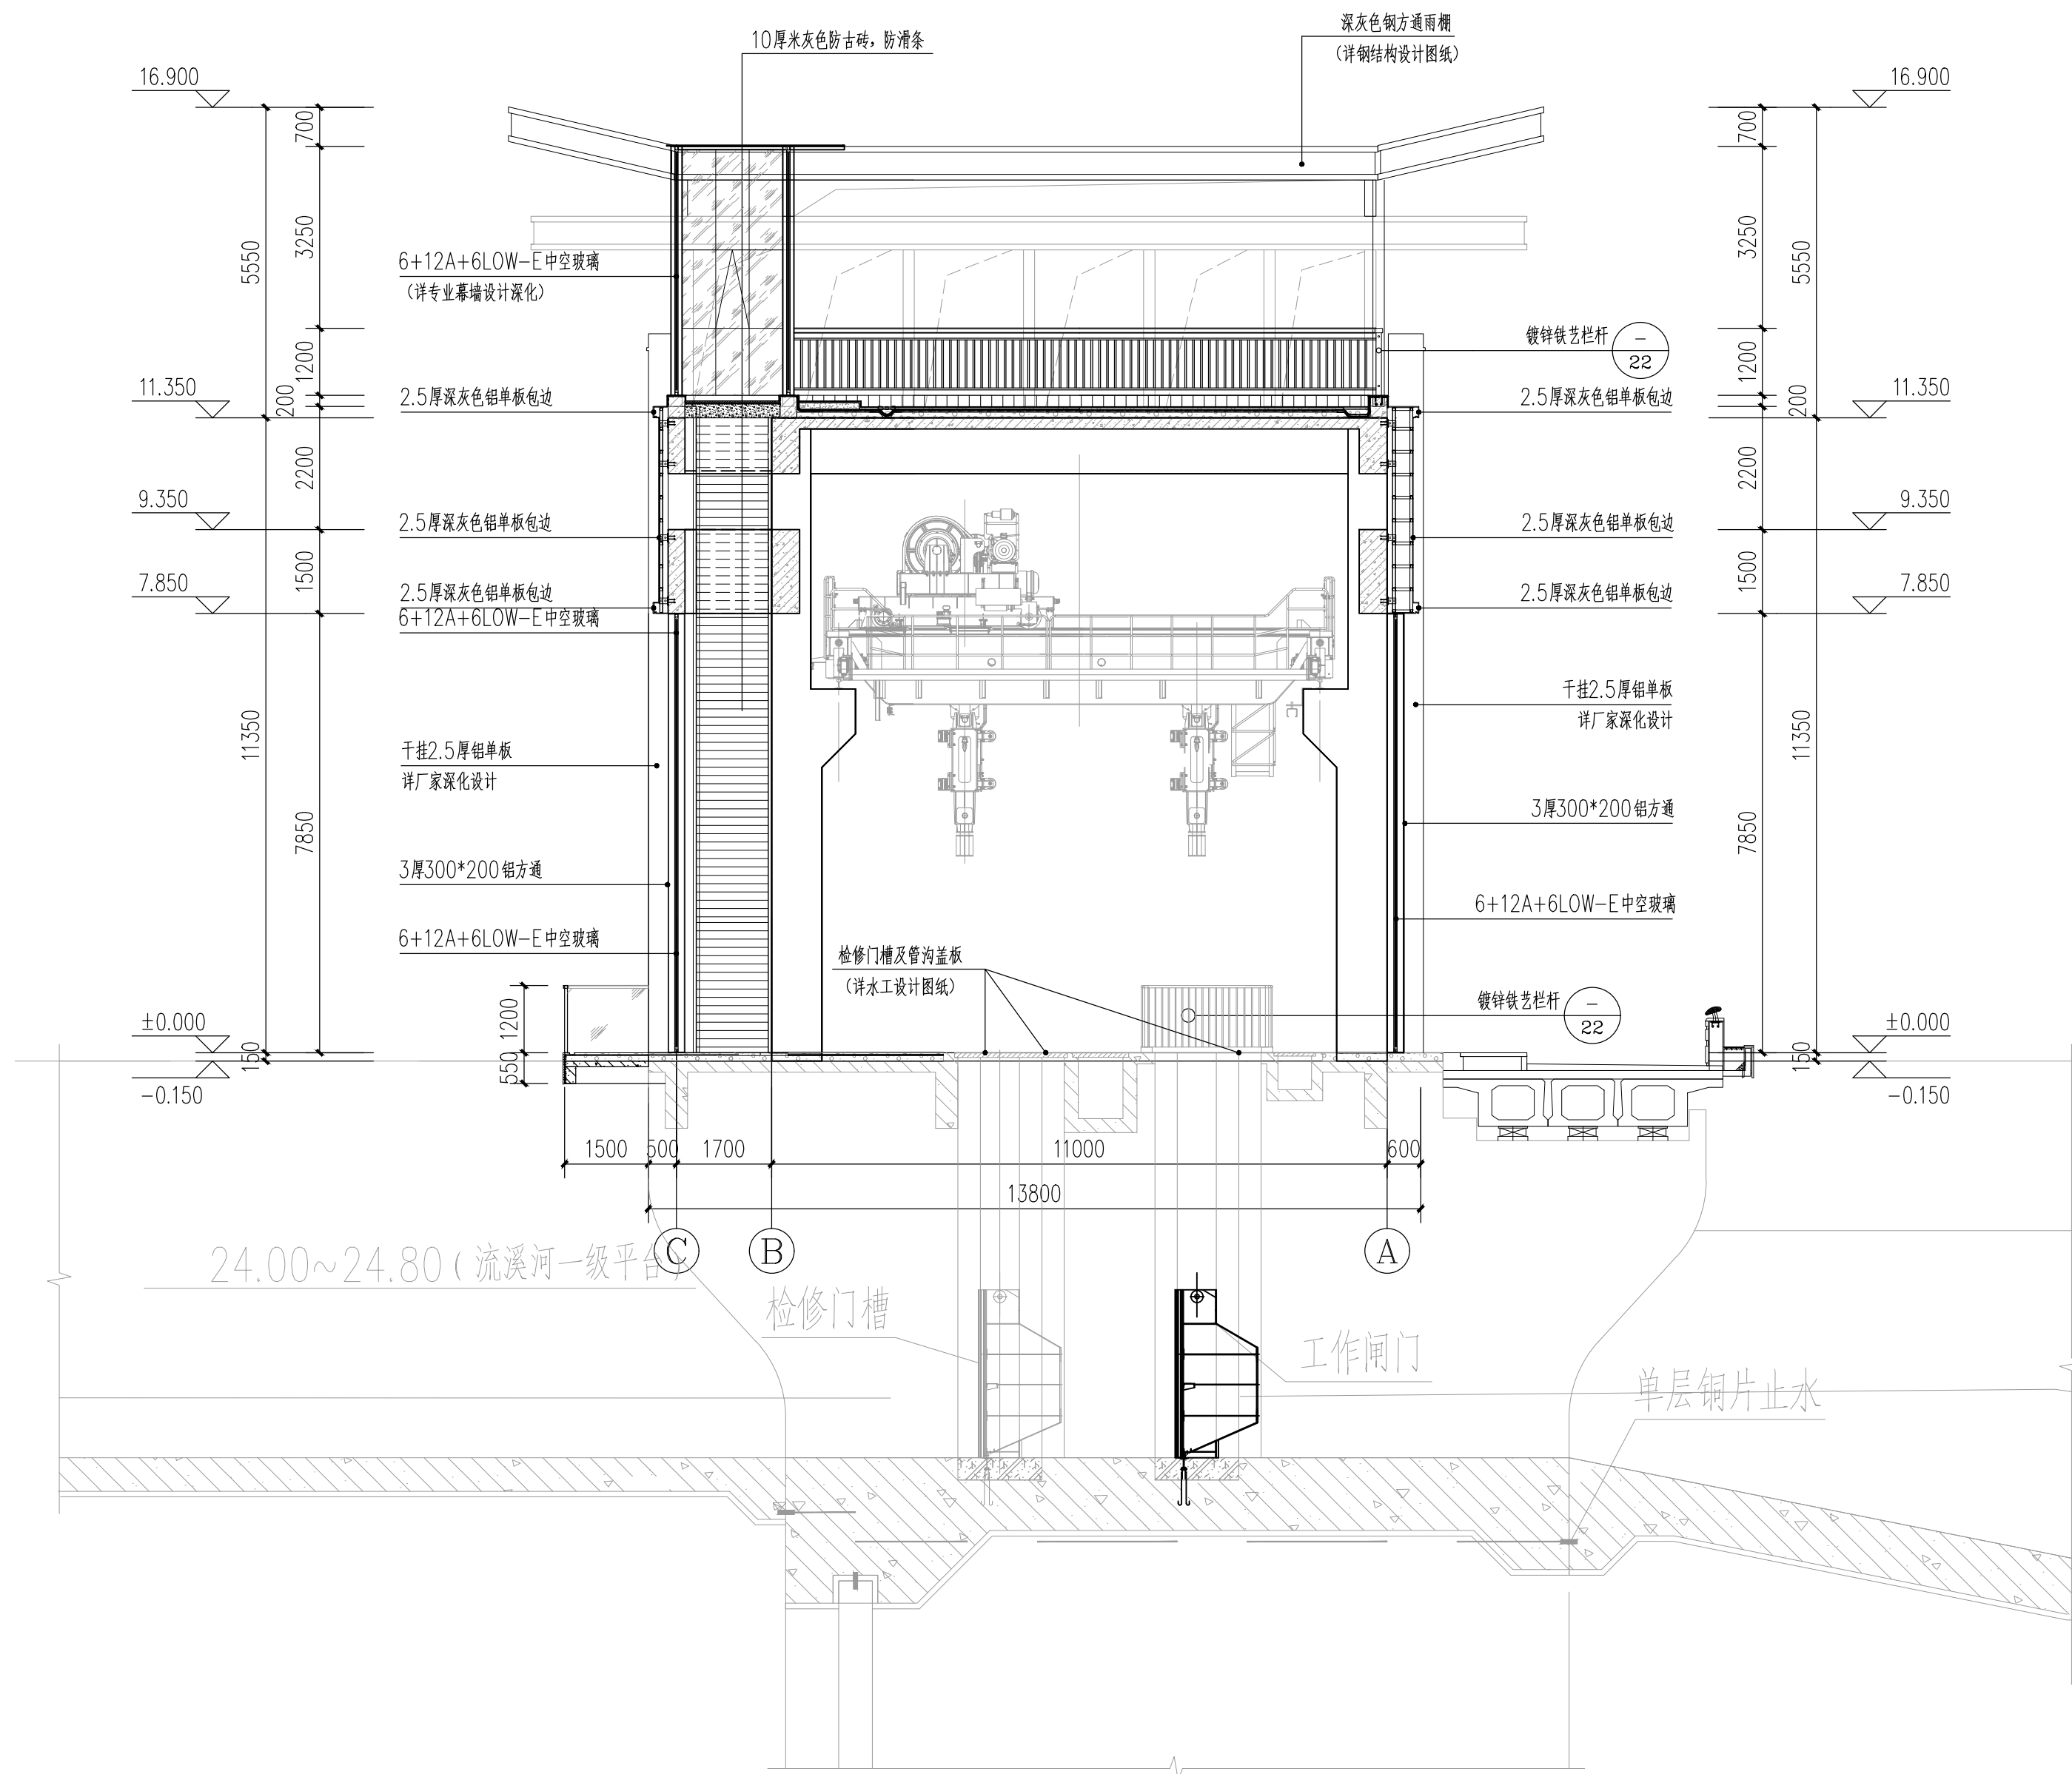 深灰色钢方通雨棚
(详钢结构设计图纸)
10厚米灰色防古砖，防滑条
16.900
16.900
700
700
3250
3250
5550
5550
6+12A+6LOW-E中空玻璃
(详专业幕墙设计深化)
镀锌铁艺栏杆
-
22
1200
1200
11.350
11.350
200
200
2.5厚深灰色铝单板包边
2.5厚深灰色铝单板包边
2200
2200
9.350
9.350
2.5厚深灰色铝单板包边
2.5厚深灰色铝单板包边
1500
1500
7.850
7.850
2.5厚深灰色铝单板包边
2.5厚深灰色铝单板包边
6+12A+6LOW-E中空玻璃
干挂2.5厚铝单板
详厂家深化设计
11350
11350
干挂2.5厚铝单板
详厂家深化设计
7850
7850
3厚300*200铝方通
3厚300*200铝方通
6+12A+6LOW-E中空玻璃
6+12A+6LOW-E中空玻璃
检修门槽及管沟盖板
(详水工设计图纸)
镀锌铁艺栏杆
-
22
1200
±0.000
±0.000
150
150
550
-0.150
-0.150
1500
500
1700
11000
600
13800
C
B
A
24.00~24.80(流溪河一级平台)
检修门槽
工作闸门
单层铜片止水